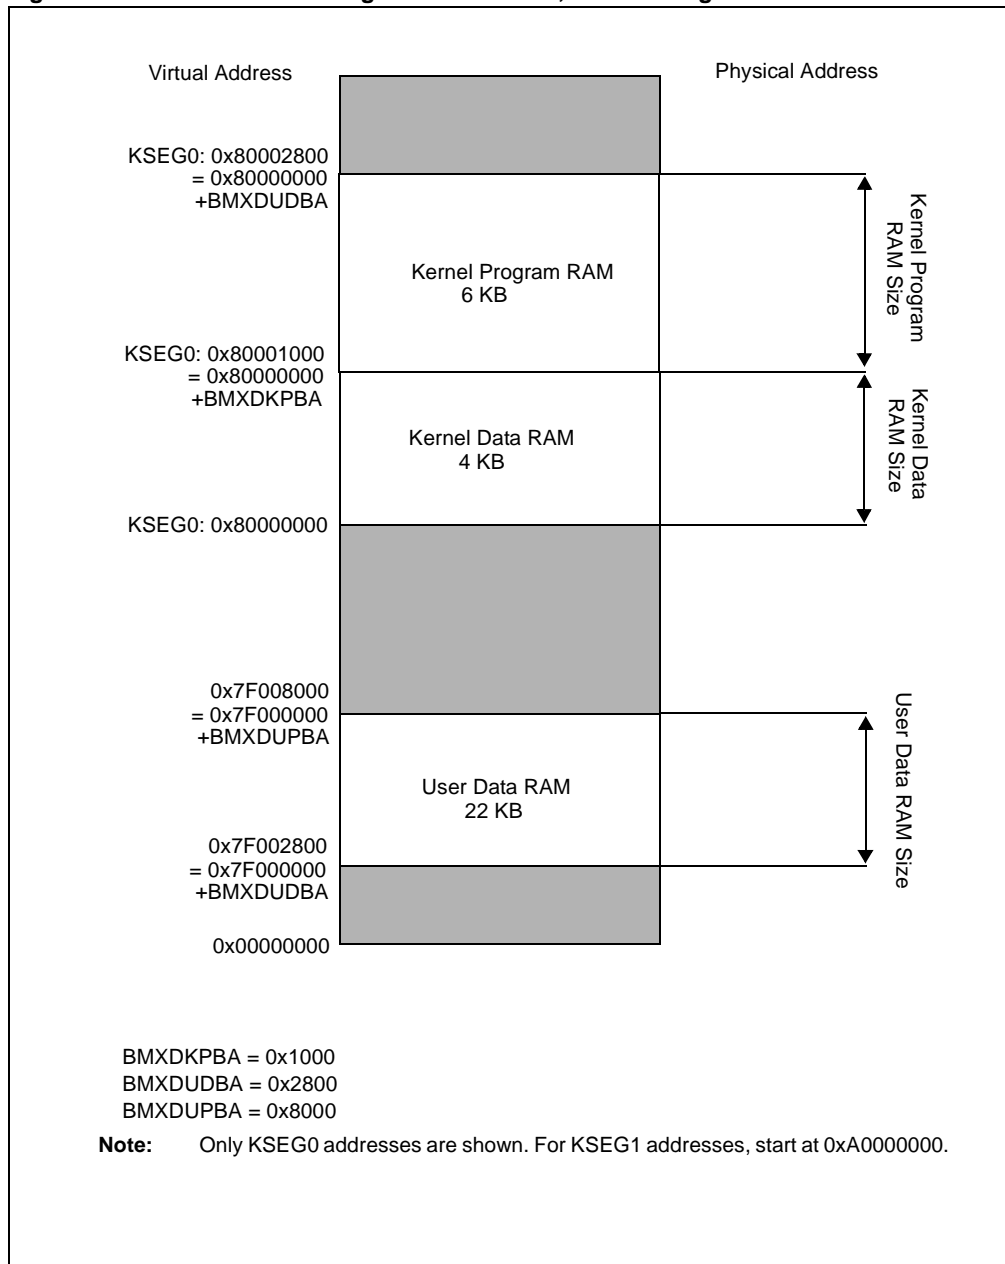 Virtual Address
Physical Address
KSEG0: 0x80002800
= 0x80000000
+BMXDUDBA
Kernel Program RAM
6 KB
Kernel Program
RAM Size
KSEG0: 0x80001000
= 0x80000000
+BMXDKPBA
Kernel Data RAM
4 KB
Kernel Data
RAM Size
KSEG0: 0x80000000
0x7F008000
= 0x7F000000
+BMXDUPBA
User Data RAM
22 KB
User Data RAM Size
0x7F002800
= 0x7F000000
+BMXDUDBA
0x00000000
BMXDKPBA = 0x1000
BMXDUDBA = 0x2800
BMXDUPBA = 0x8000
Note: Only KSEG0 addresses are shown. For KSEG1 addresses, start at 0xA0000000.